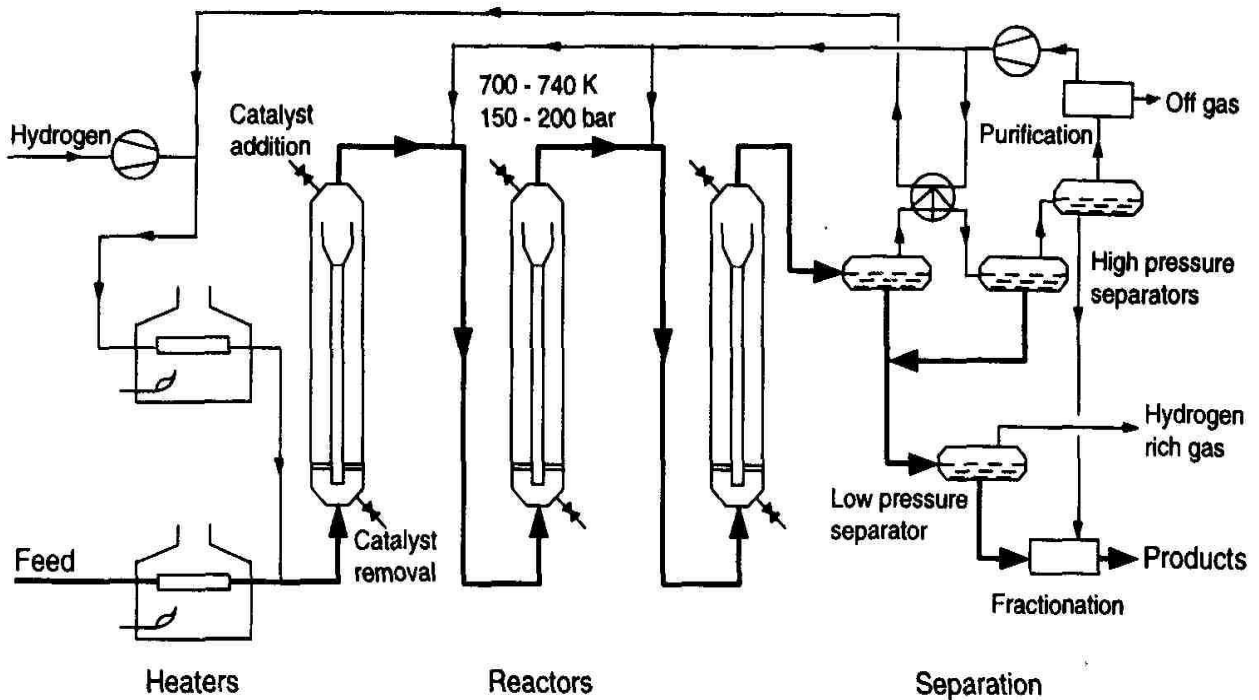 700 - 740 K
150 - 200 bar
Catalyst
addition
Hydrogen
Purification
Off gas
High pressure
separators
Hydrogen
rich gas
Low pressure
separator
Catalyst
removal
Feed
Products
Fractionation
Heaters
Reactors
Separation